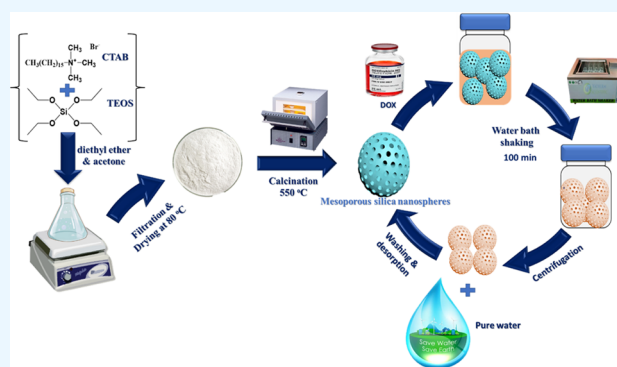 Br-
CH3
CH3(CH2)15-N+-CH3
CH3
CTAB
TEOS
O
O
Si
O
O
diethyl ether
& acetone
Filtration &
Drying at 80 °C
Calcination
550 °C
DOX
Mesoporous silica nanospheres
Water bath
shaking
100 min
Centrifugation
Washing &
desorption
Pure water
Save Water
Save Earth